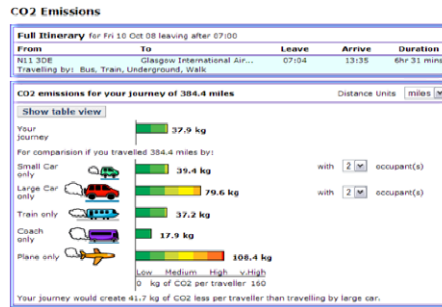 CO2 Emissions
Full Itinerary for Fri 10 Oct 08 leaving after 07:00
From To Leave Arrive Duration
N11 3DE Glasgow International Air... 07:04 13:35 6hr 31 mins
Travelling by: Bus, Train, Underground, Walk
CO2 emissions for your journey of 384.4 miles Distance Units miles
Show table view
Your journey 37.9 kg
For comparision if you travelled 384.4 miles by:
Small Car only 39.4 kg with 2 occupant(s)
Large Car only 79.6 kg with 2 occupant(s)
Train only 37.2 kg
Coach only 17.9 kg
Plane only 108.4 kg
Low Medium High v.High
0 kg of CO2 per traveller 160
Your journey would create 41.7 kg of CO2 less per traveller than travelling by large car.